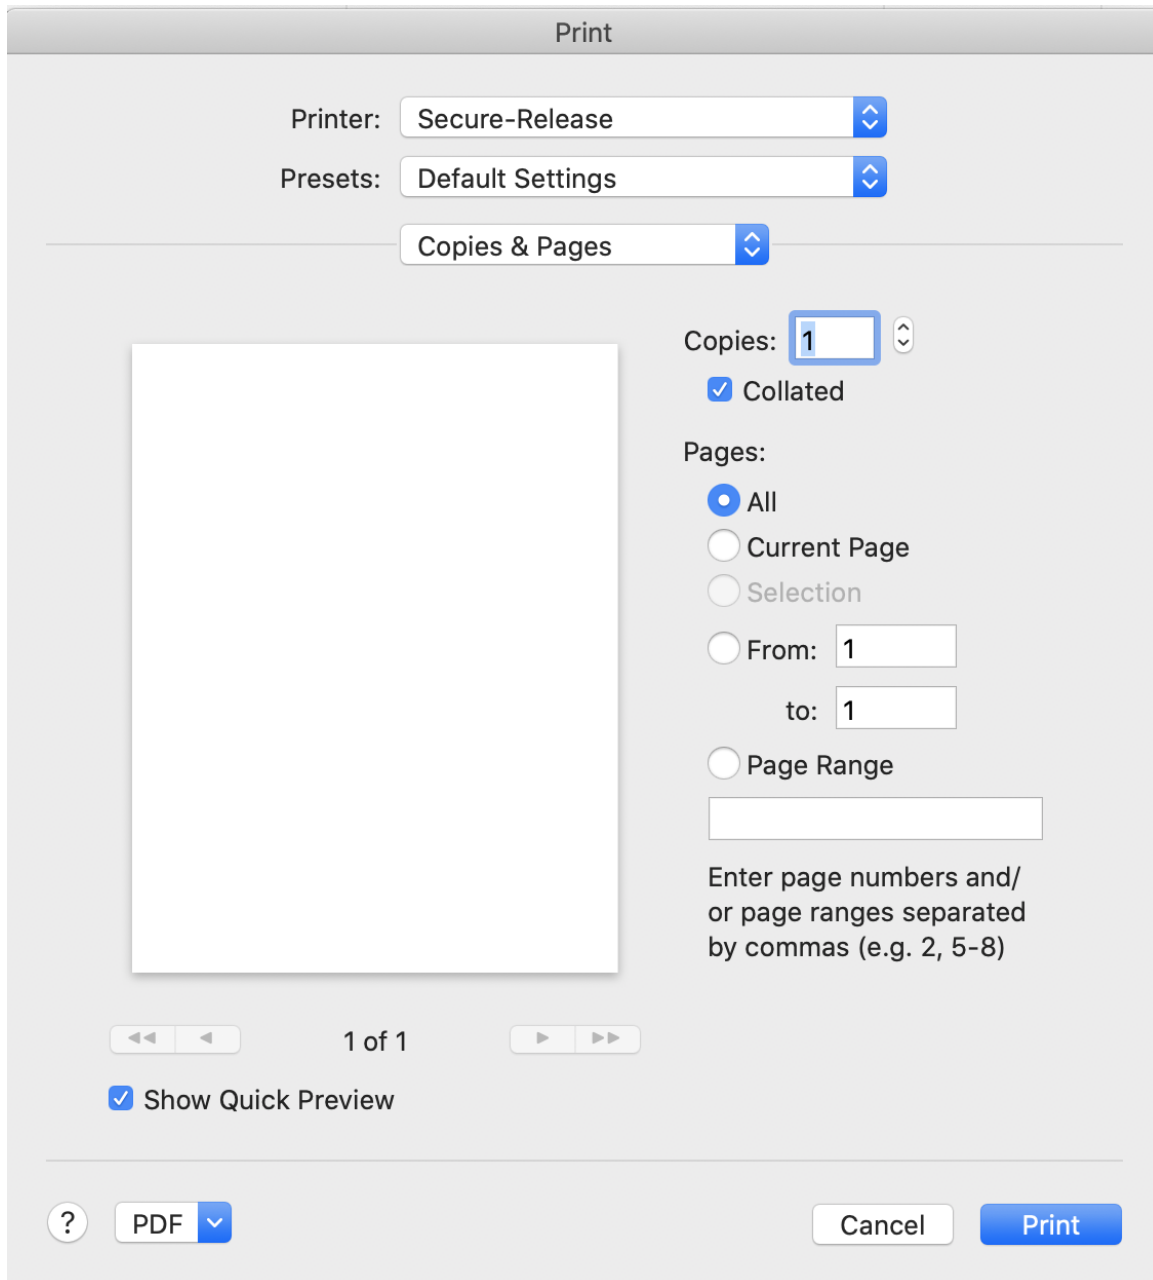 Print
Printer: Secure-Release
Presets: Default Settings
Copies & Pages
Copies: 1
Collated
Pages:
All
Current Page
Selection
From: 1
to: 1
Page Range
Enter page numbers and/
or page ranges separated
by commas (e.g. 2, 5-8)
1 of 1
Show Quick Preview
? PDF Cancel Print